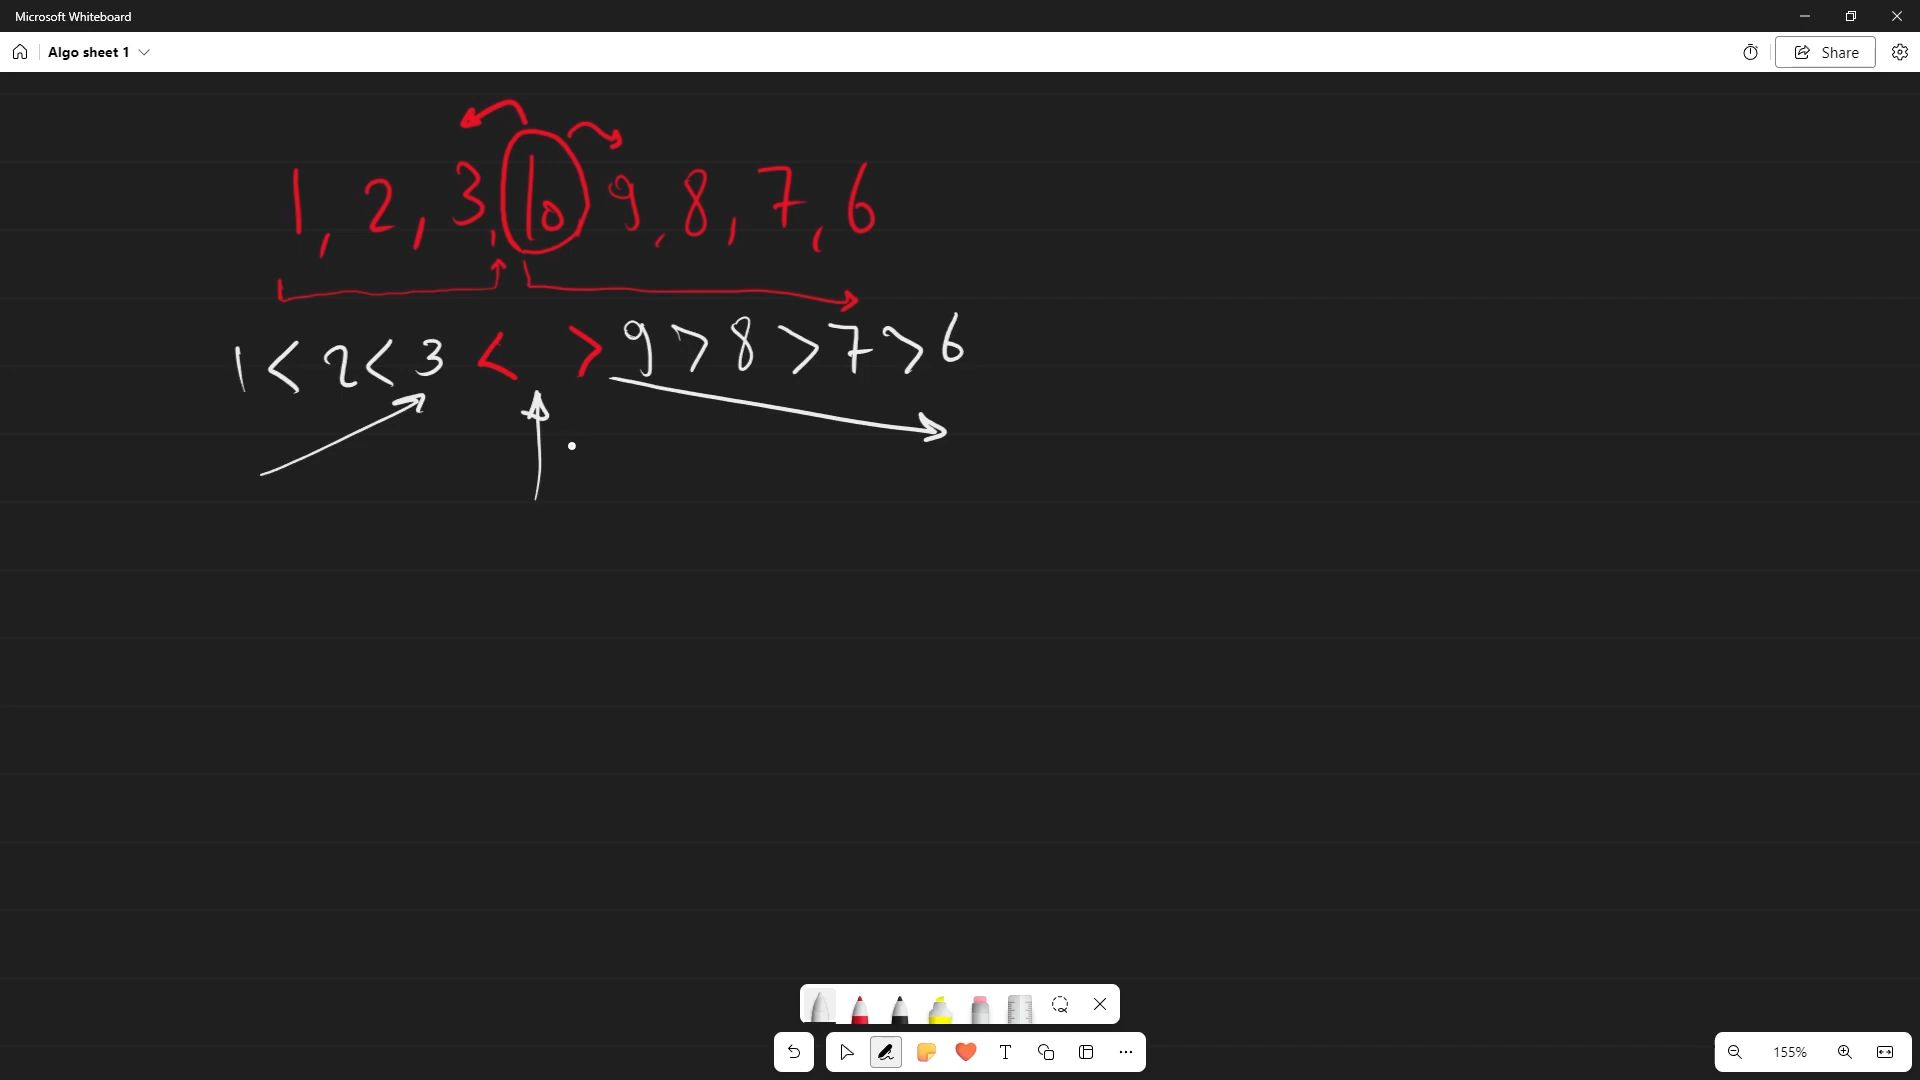 Microsoft Whiteboard
Algo sheet 1
Share
1, 2, 3, 10 9, 8, 7, 6
1 < 2 < 3 < > 9 > 8 > 7 > 6
T
155%